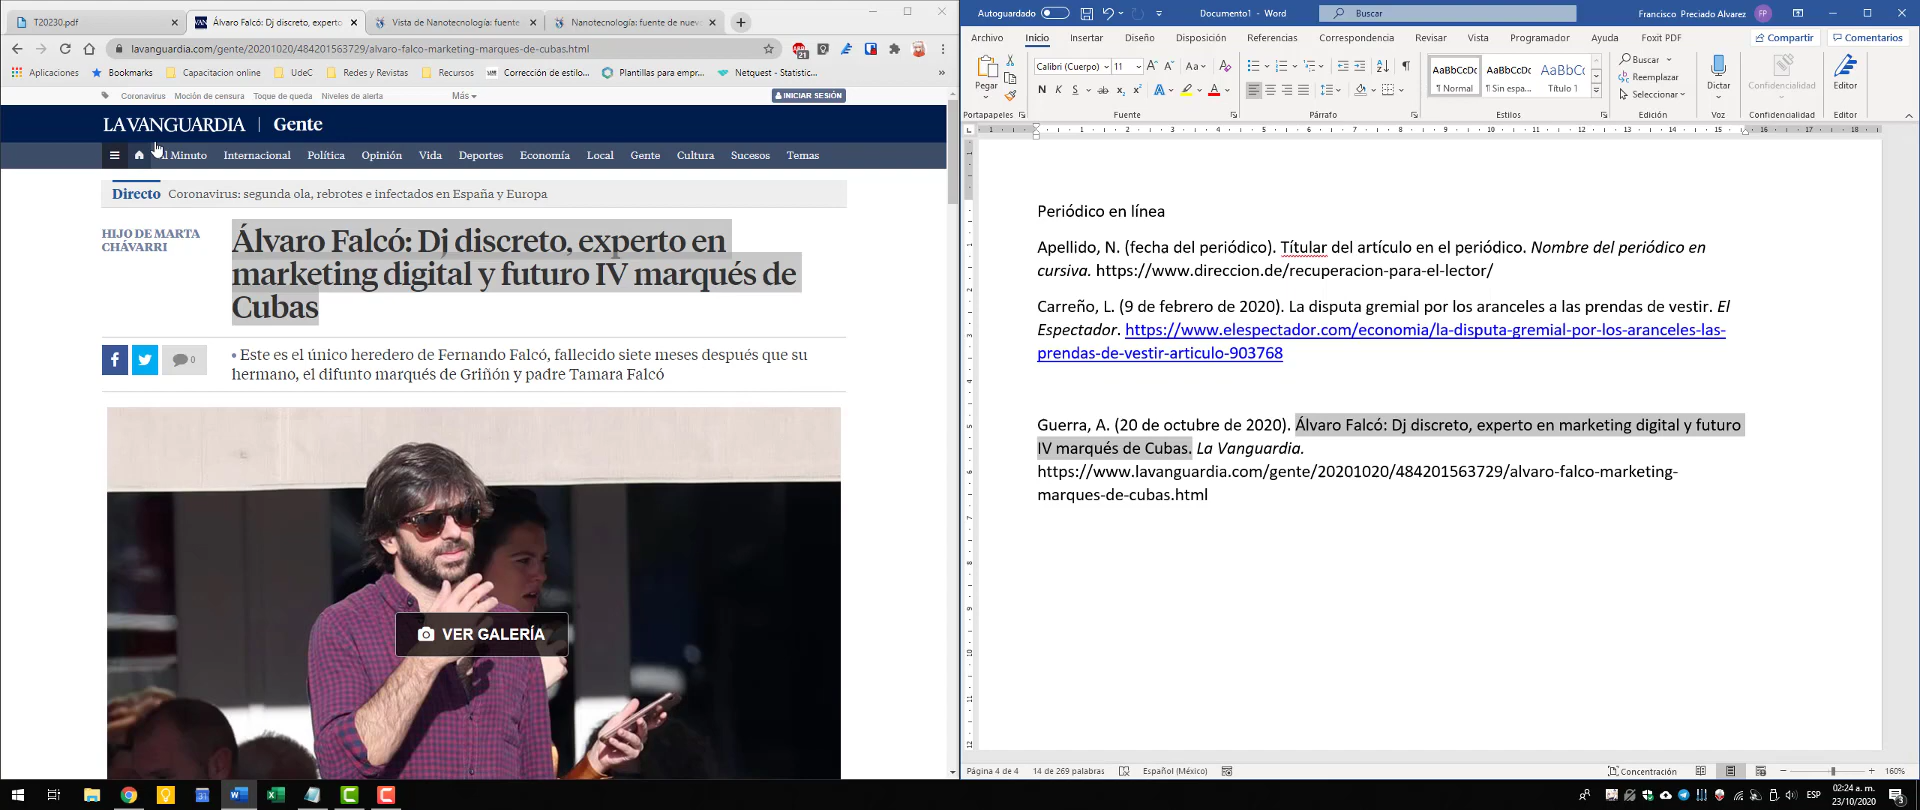 T20230.pdf
Álvaro Falcó: Dj discreto, experto
Vista de Nanotecnología: fuente
Nanotecnología: fuente de nuev
lavanguardia.com/gente/20201020/484201563729/alvaro-falco-marketing-marques-de-cubas.html
21
Aplicaciones
Bookmarks
Capacitacion online
UdeC
Redes y Revistas
Recursos
Corrección de estilo...
Plantillas para empr...
Netquest - Statistic...
»
Coronavirus
Moción de censura
Toque de queda
Niveles de alerta
Más
INICIAR SESIÓN
LA VANGUARDIA | Gente
l Minuto
Internacional
Política
Opinión
Vida
Deportes
Economía
Local
Gente
Cultura
Sucesos
Temas
Directo
Coronavirus: segunda ola, rebrotes e infectados en España y Europa
HIJO DE MARTA
CHÁVARRI
Álvaro Falcó: Dj discreto, experto en
marketing digital y futuro IV marqués de
Cubas
0
• Este es el único heredero de Fernando Falcó, fallecido siete meses después que su
hermano, el difunto marqués de Griñón y padre Tamara Falcó
VER GALERÍA
Autoguardado
Documento1 - Word
Buscar
Francisco Preciado Alvarez
FP
Archivo
Inicio
Insertar
Diseño
Disposición
Referencias
Correspondencia
Revisar
Vista
Programador
Ayuda
Foxit PDF
Compartir
Comentarios
Pegar
Portapapeles
Calibri (Cuerpo)
11
Fuente
Párrafo
AaBbCcDc
¶ Normal
AaBbCcDc
¶ Sin espa...
AaBbCc
Título 1
Estilos
Buscar
Reemplazar
Seleccionar
Edición
Dictar
Voz
Confidencialidad
Confidencialidad
Editor
Editor
Periódico en línea
Apellido, N. (fecha del periódico). Títular del artículo en el periódico. Nombre del periódico en
cursiva. https://www.direccion.de/recuperacion-para-el-lector/
Carreño, L. (9 de febrero de 2020). La disputa gremial por los aranceles a las prendas de vestir. El
Espectador. https://www.elespectador.com/economia/la-disputa-gremial-por-los-aranceles-las-
prendas-de-vestir-articulo-903768
Guerra, A. (20 de octubre de 2020). Álvaro Falcó: Dj discreto, experto en marketing digital y futuro
IV marqués de Cubas. La Vanguardia.
https://www.lavanguardia.com/gente/20201020/484201563729/alvaro-falco-marketing-
marques-de-cubas.html
Página 4 de 4
14 de 269 palabras
Español (México)
Concentración
160%
ESP
02:24 a. m.
23/10/2020
3